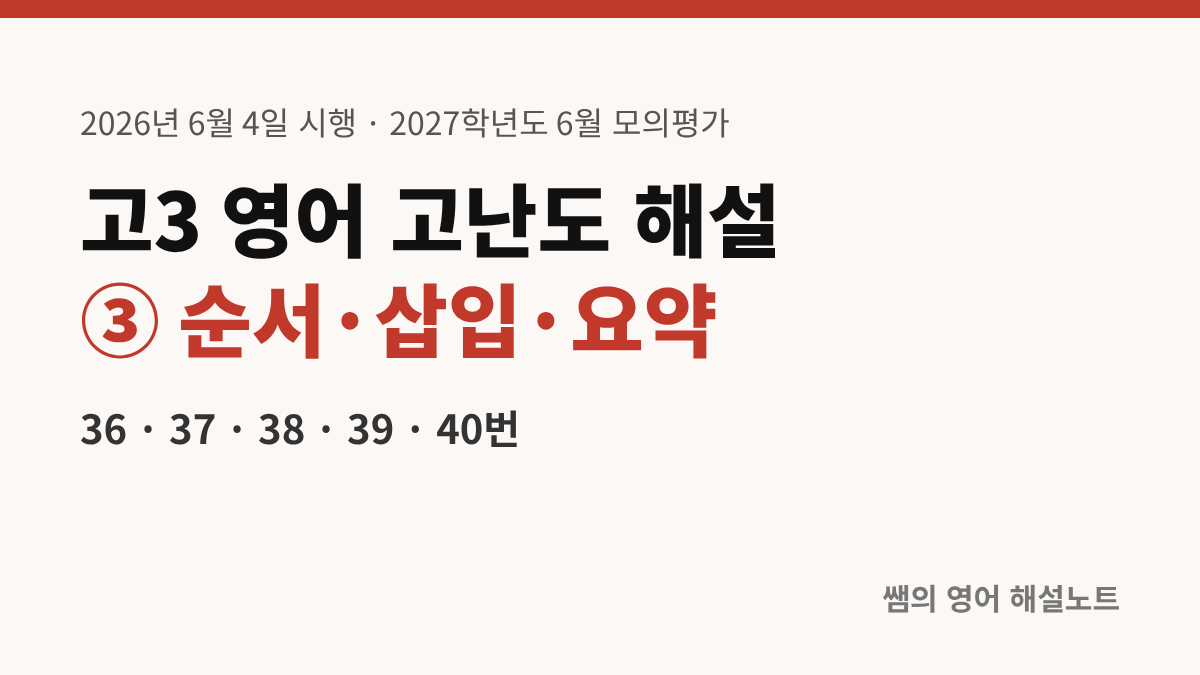 2026년 6월 4일 시행 · 2027학년도 6월 모의평가
고3 영어 고난도 해설
③ 순서·삽입·요약
36 · 37 · 38 · 39 · 40번
쌤의 영어 해설노트